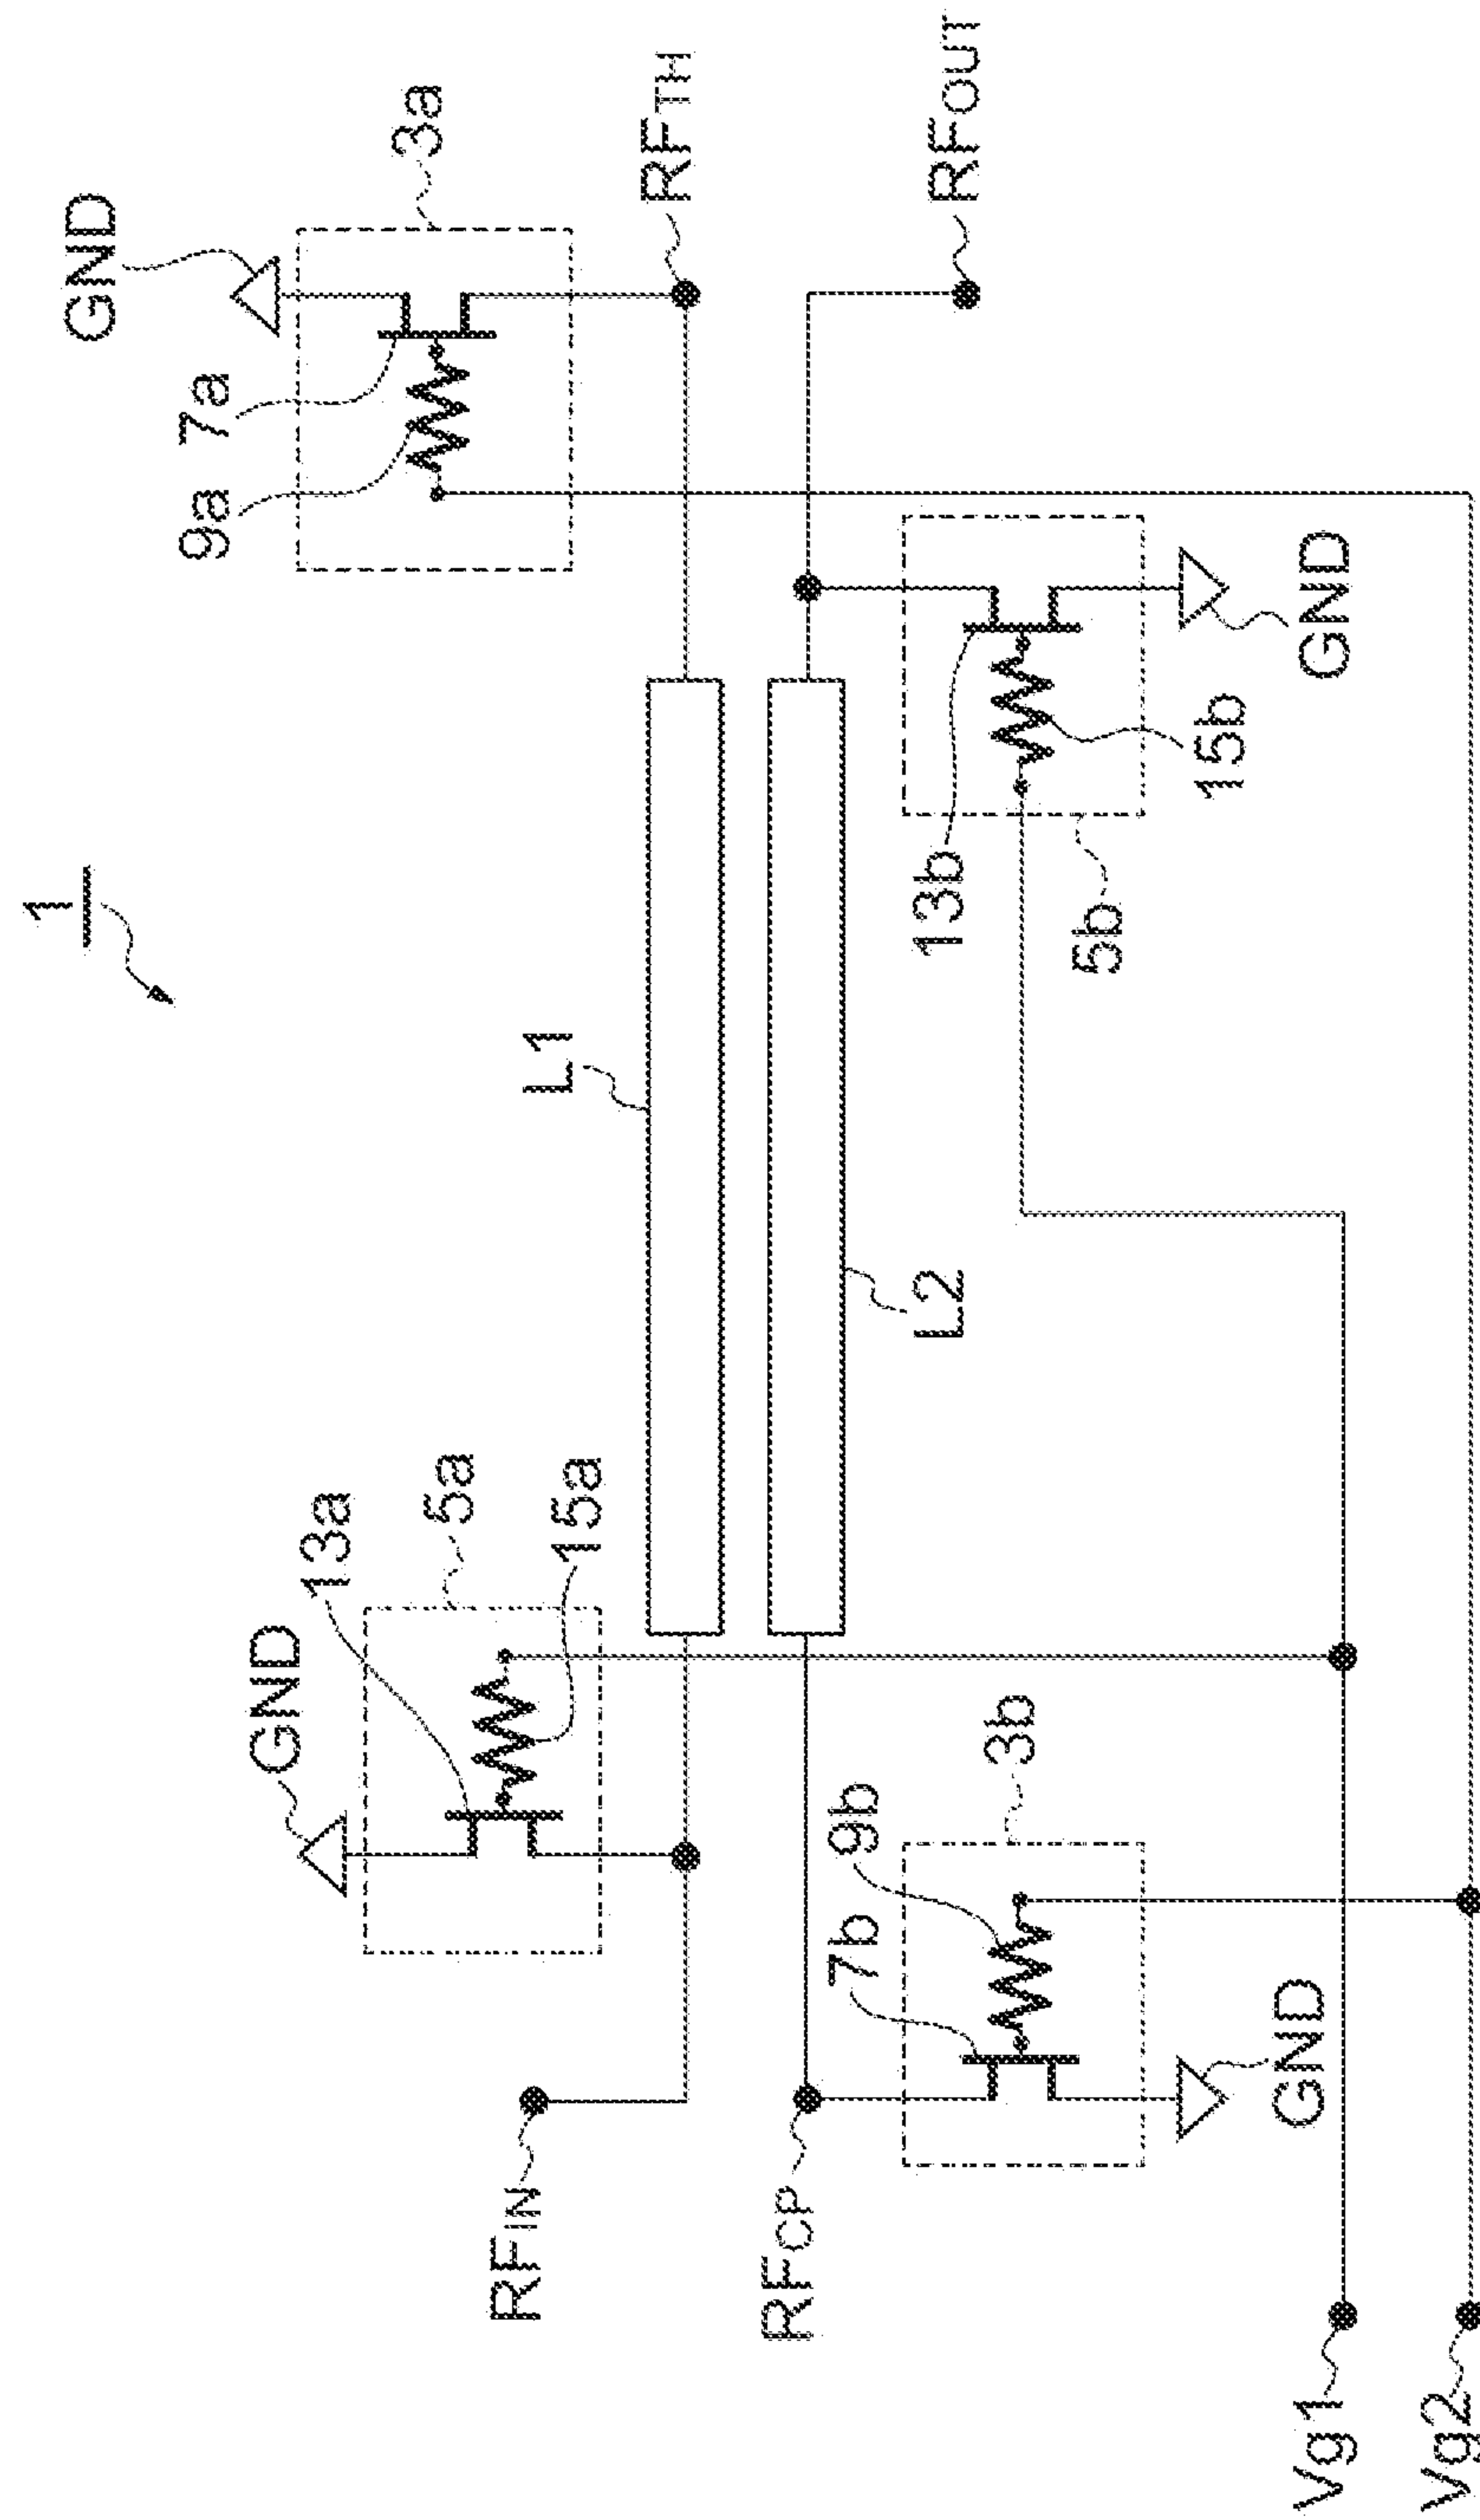 1
GND
3a
7a
9a
RFTH
RFOUT
GND
13a
5a
15a
L1
L2
13b
5b
15b
GND
RFIN
RFCP
7b
9b
3b
GND
Vg1
Vg2